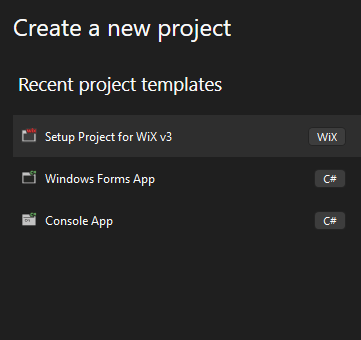 Create a new project
Recent project templates
Setup Project for WiX v3 WiX
Windows Forms App C#
Console App C#